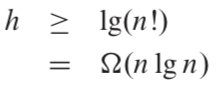 h ≥ lg(n!)
= Ω(n lg n)